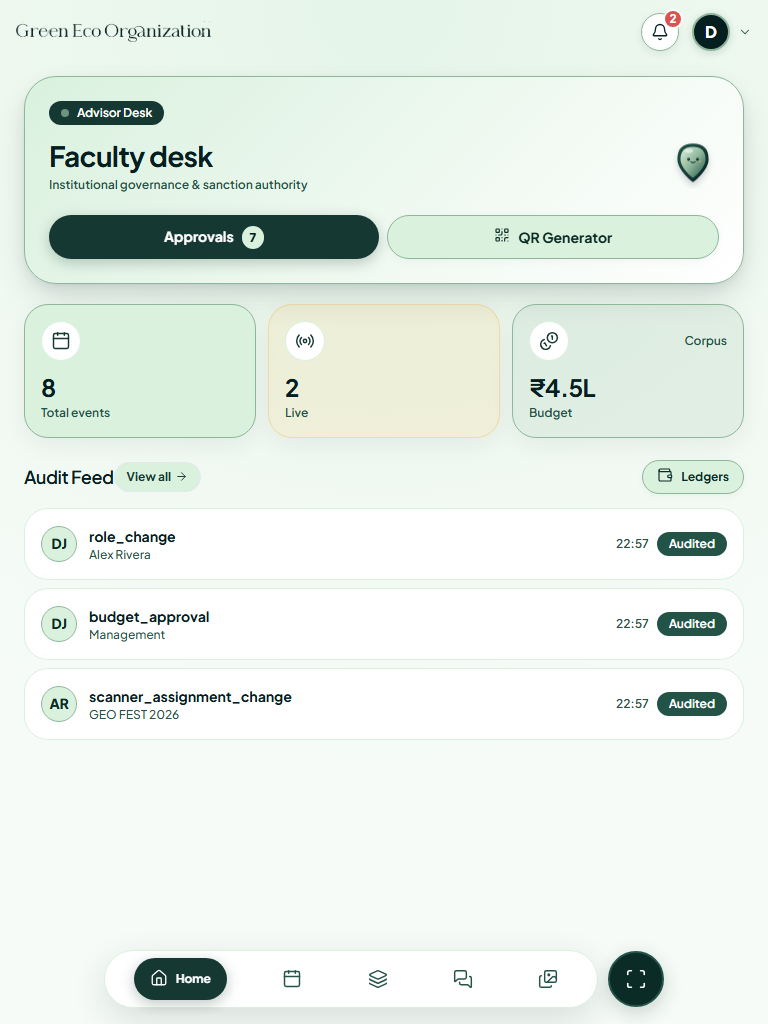 Green Eco Organization
2
D
Advisor Desk
Faculty desk
Institutional governance & sanction authority
Approvals 7
QR Generator
8
Total events
2
Live
Corpus
₹4.5L
Budget
Audit Feed
View all →
Ledgers
DJ
role_change
Alex Rivera
22:57
Audited
DJ
budget_approval
Management
22:57
Audited
AR
scanner_assignment_change
GEO FEST 2026
22:57
Audited
Home